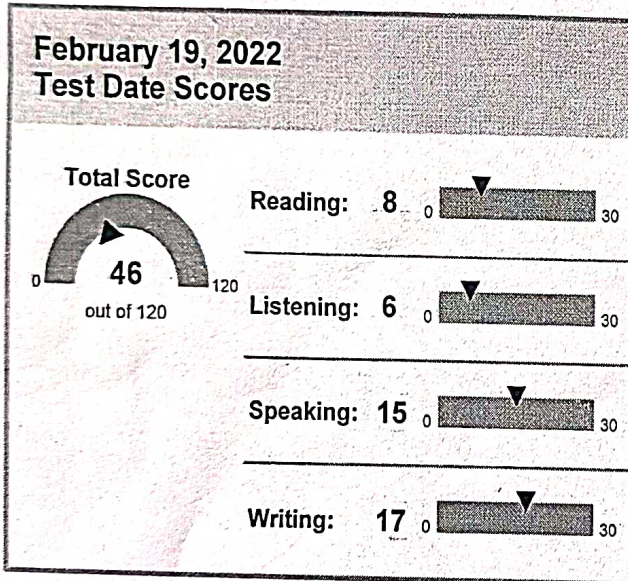 February 19, 2022
Test Date Scores
Total Score
0
46
120
out of 120
Reading: 8 0 30
Listening: 6 0 30
Speaking: 15 0 30
Writing: 17 0 30